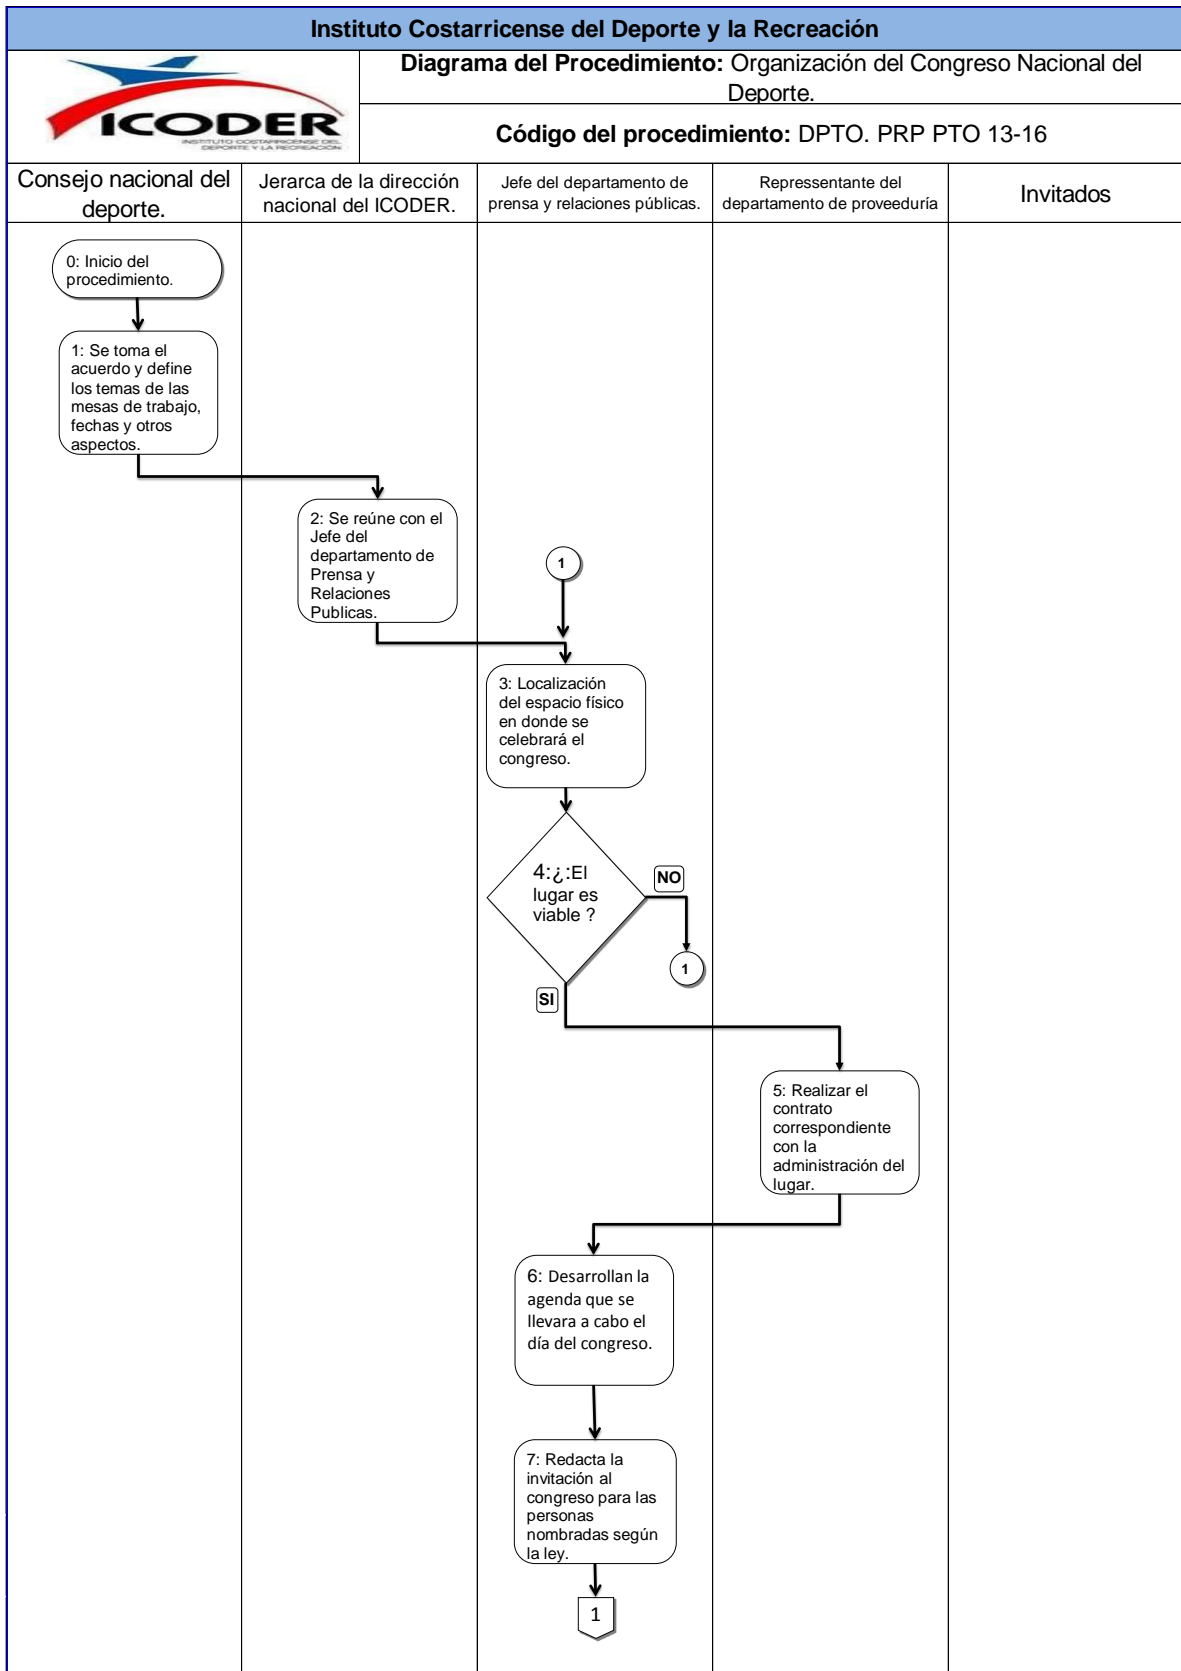 Instituto Costarricense del Deporte y la Recreación
ICODER
INSTITUTO COSTARRICENSE DEL
DEPORTE Y LA RECREACIÓN
Diagrama del Procedimiento: Organización del Congreso Nacional del
Deporte.
Código del procedimiento: DPTO. PRP PTO 13-16
Consejo nacional del
deporte.
Jerarca de la dirección
nacional del ICODER.
Jefe del departamento de
prensa y relaciones públicas.
Repressentante del
departamento de proveeduría
Invitados
0: Inicio del
procedimiento.
1: Se toma el
acuerdo y define
los temas de las
mesas de trabajo,
fechas y otros
aspectos.
2: Se reúne con el
Jefe del
departamento de
Prensa y
Relaciones
Publicas.
1
3: Localización
del espacio físico
en donde se
celebrará el
congreso.
4:¿:El
lugar es
viable ?
NO
1
SI
5: Realizar el
contrato
correspondiente
con la
administración del
lugar.
6: Desarrollan la
agenda que se
llevara a cabo el
día del congreso.
7: Redacta la
invitación al
congreso para las
personas
nombradas según
la ley.
1